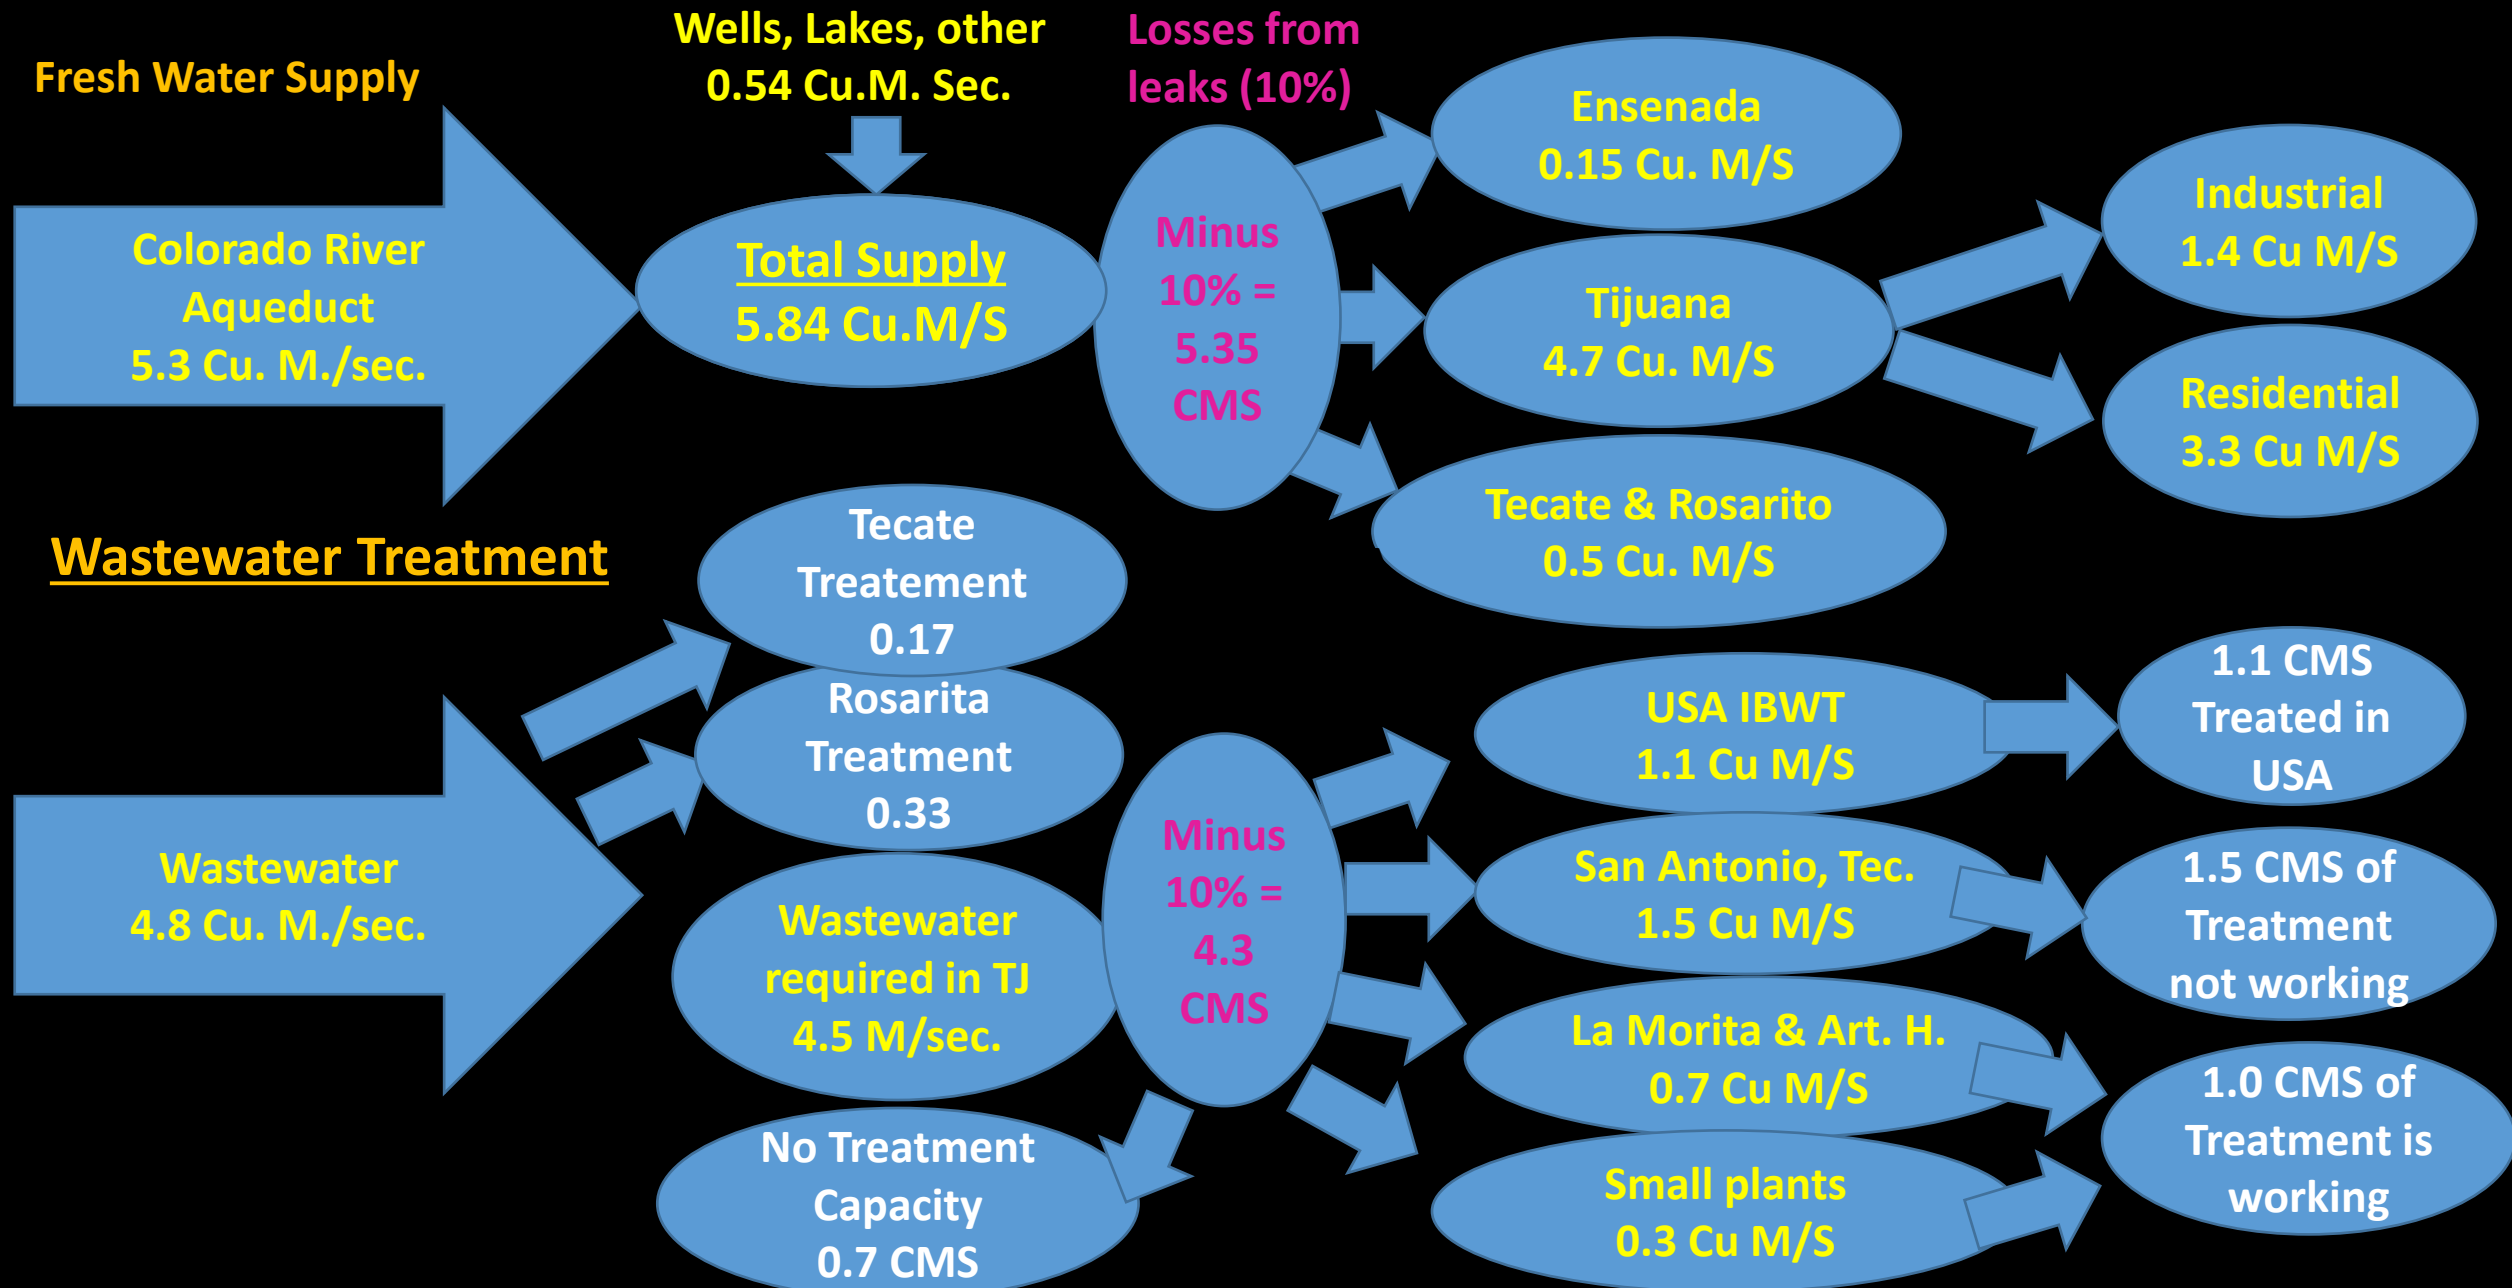 Fresh Water Supply
Wells, Lakes, other
0.54 Cu.M. Sec.
Losses from
leaks (10%)
Colorado River
Aqueduct
5.3 Cu. M./sec.
Total Supply
5.84 Cu.M/S
Minus
10% =
5.35
CMS
Ensenada
0.15 Cu. M/S
Tijuana
4.7 Cu. M/S
Tecate & Rosarito
0.5 Cu. M/S
Industrial
1.4 Cu M/S
Residential
3.3 Cu M/S
Wastewater Treatment
Wastewater
4.8 Cu. M./sec.
Tecate
Treatement
0.17
Rosarita
Treatment
0.33
Wastewater
required in TJ
4.5 M/sec.
No Treatment
Capacity
0.7 CMS
Minus
10% =
4.3
CMS
USA IBWT
1.1 Cu M/S
San Antonio, Tec.
1.5 Cu M/S
La Morita & Art. H.
0.7 Cu M/S
Small plants
0.3 Cu M/S
1.1 CMS
Treated in
USA
1.5 CMS of
Treatment
not working
1.0 CMS of
Treatment is
working